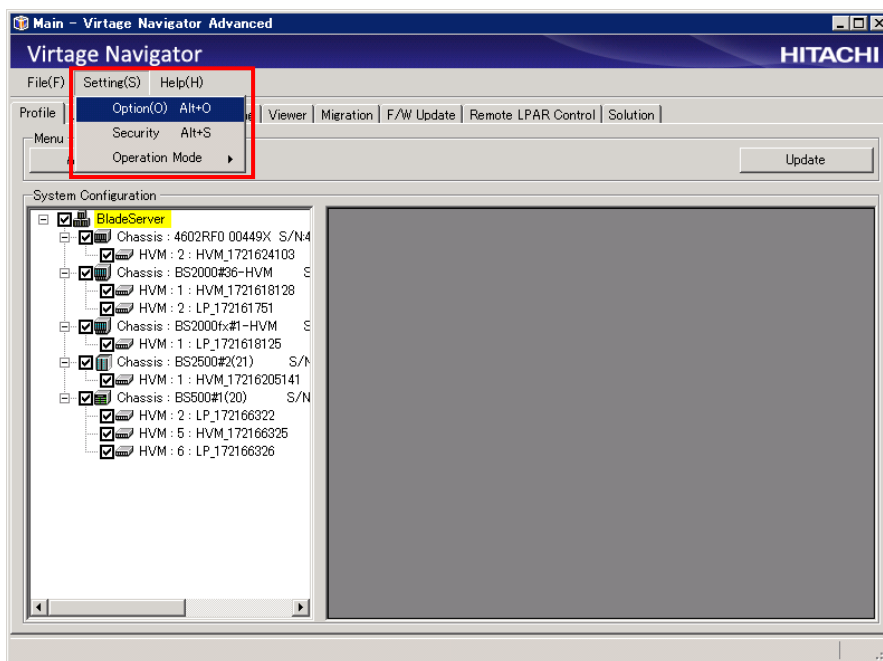 Main - Virtage Navigator Advanced
Virtage Navigator HITACHI
File(F) Setting(S) Help(H)
Option(O) Alt+O
Security Alt+S
Operation Mode
Profile Viewer Migration F/W Update Remote LPAR Control Solution
Menu
Update
System Configuration
BladeServer
Chassis : 4602RF0 00449X S/N:4
HVM : 2 : HVM_1721624103
Chassis : BS2000#36-HVM S
HVM : 1 : HVM_1721618128
HVM : 2 : LP_172161751
Chassis : BS2000fx#1-HVM S
HVM : 1 : LP_1721618125
Chassis : BS2500#2(21) S/N
HVM : 1 : HVM_17216205141
Chassis : BS500#1(20) S/N
HVM : 2 : LP_172166322
HVM : 5 : HVM_172166325
HVM : 6 : LP_172166326